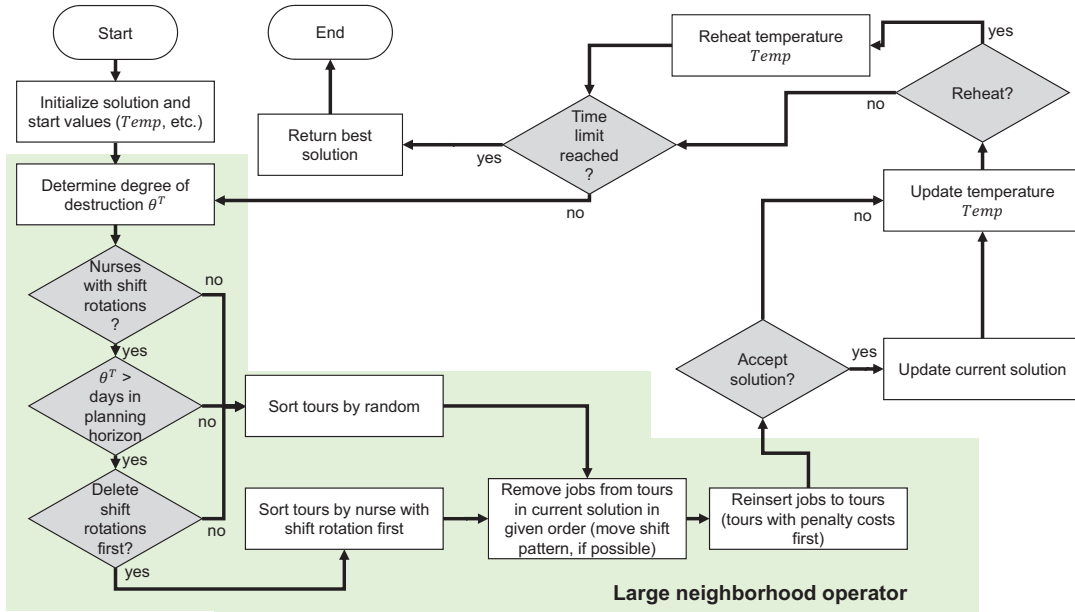 Start
End
Reheat temperature
Temp
yes
Reheat?
no
Initialize solution and
start values (Temp, etc.)
Return best
solution
yes
Time
limit
reached
?
no
Determine degree of
destruction θ^T
Update temperature
Temp
no
Nurses
with shift
rotations
?
no
yes
Accept
solution?
yes
Update current solution
θ^T >
days in
planning
horizon
no
yes
Sort tours by random
Delete
shift
rotations
first?
no
yes
Sort tours by nurse with
shift rotation first
Remove jobs from tours
in current solution in
given order (move shift
pattern, if possible)
Reinsert jobs to tours
(tours with penalty costs
first)
Large neighborhood operator